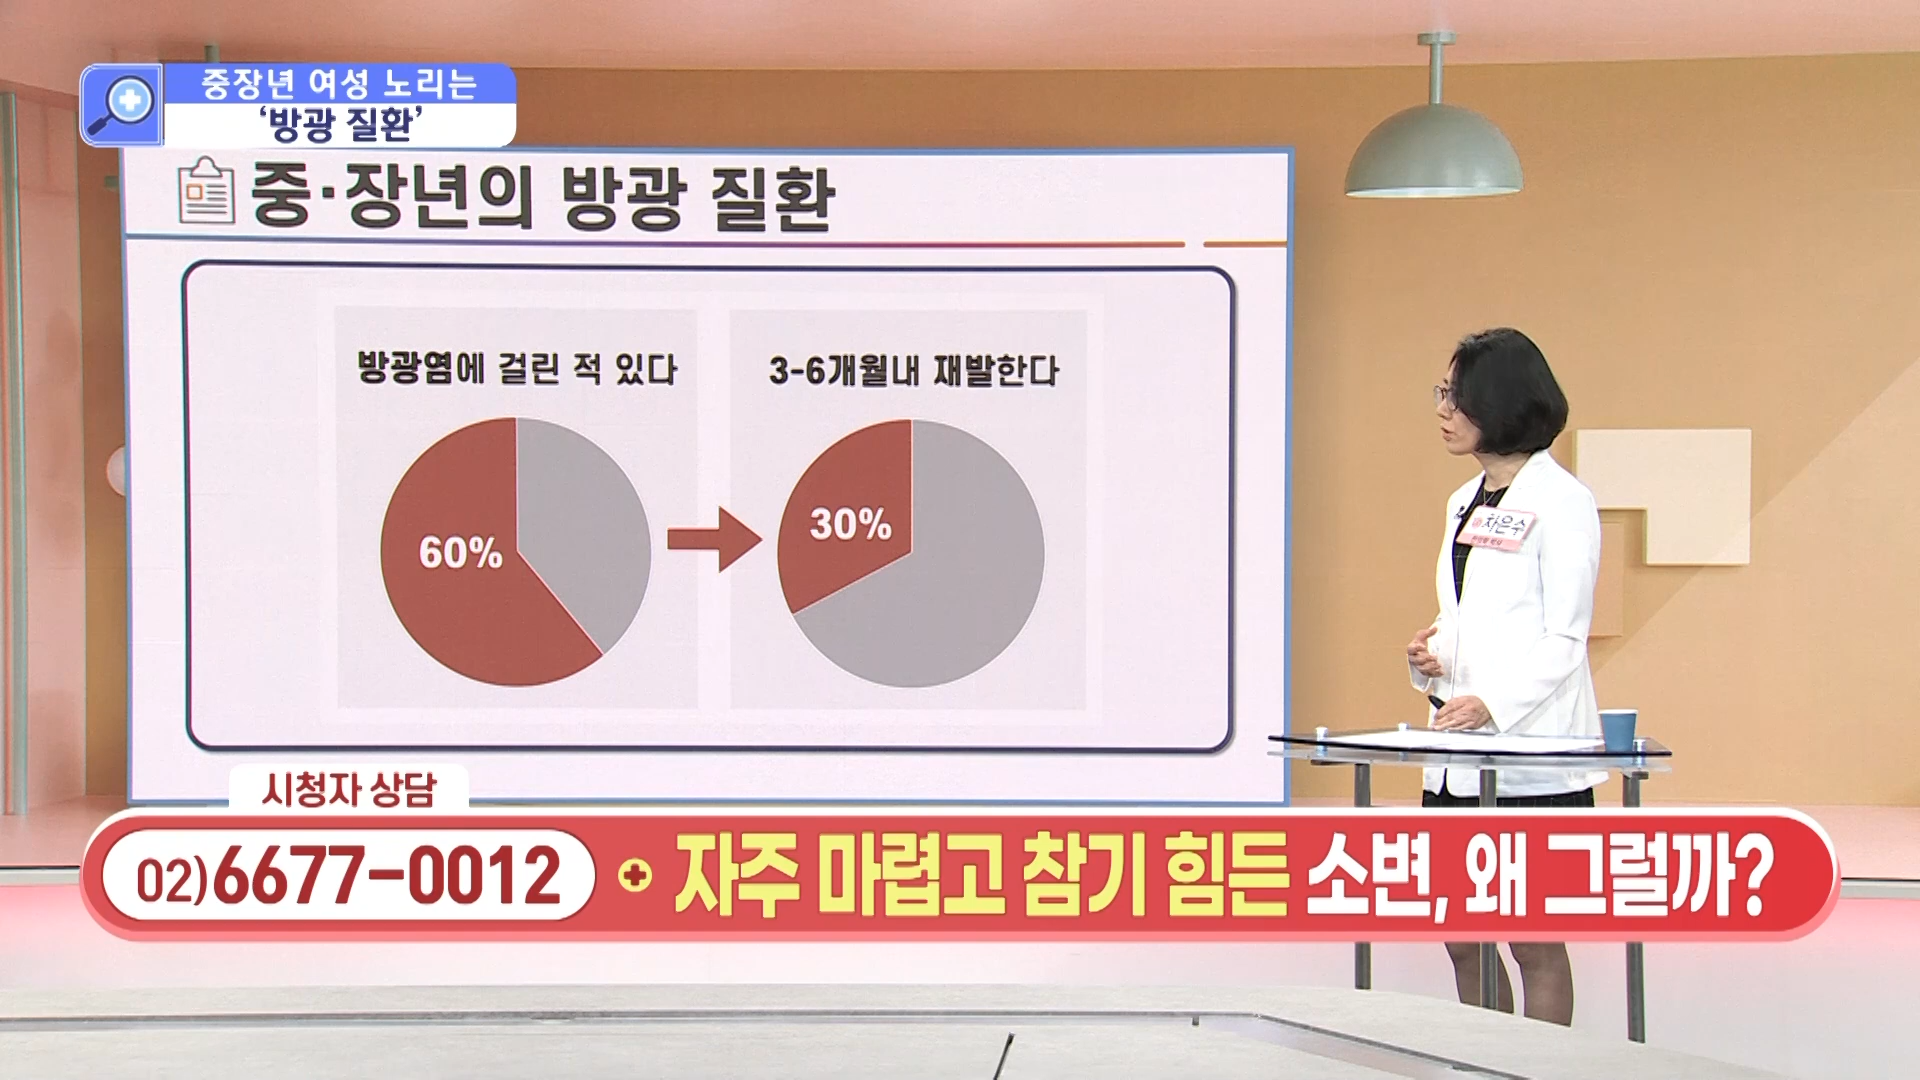 중장년 여성 노리는
‘방광 질환’
중·장년의 방광 질환
방광염에 걸린 적 있다
3-6개월내 재발한다
60%
30%
차은수
시청자 상담
02)6677-0012
자주 마렵고 참기 힘든 소변, 왜 그럴까?